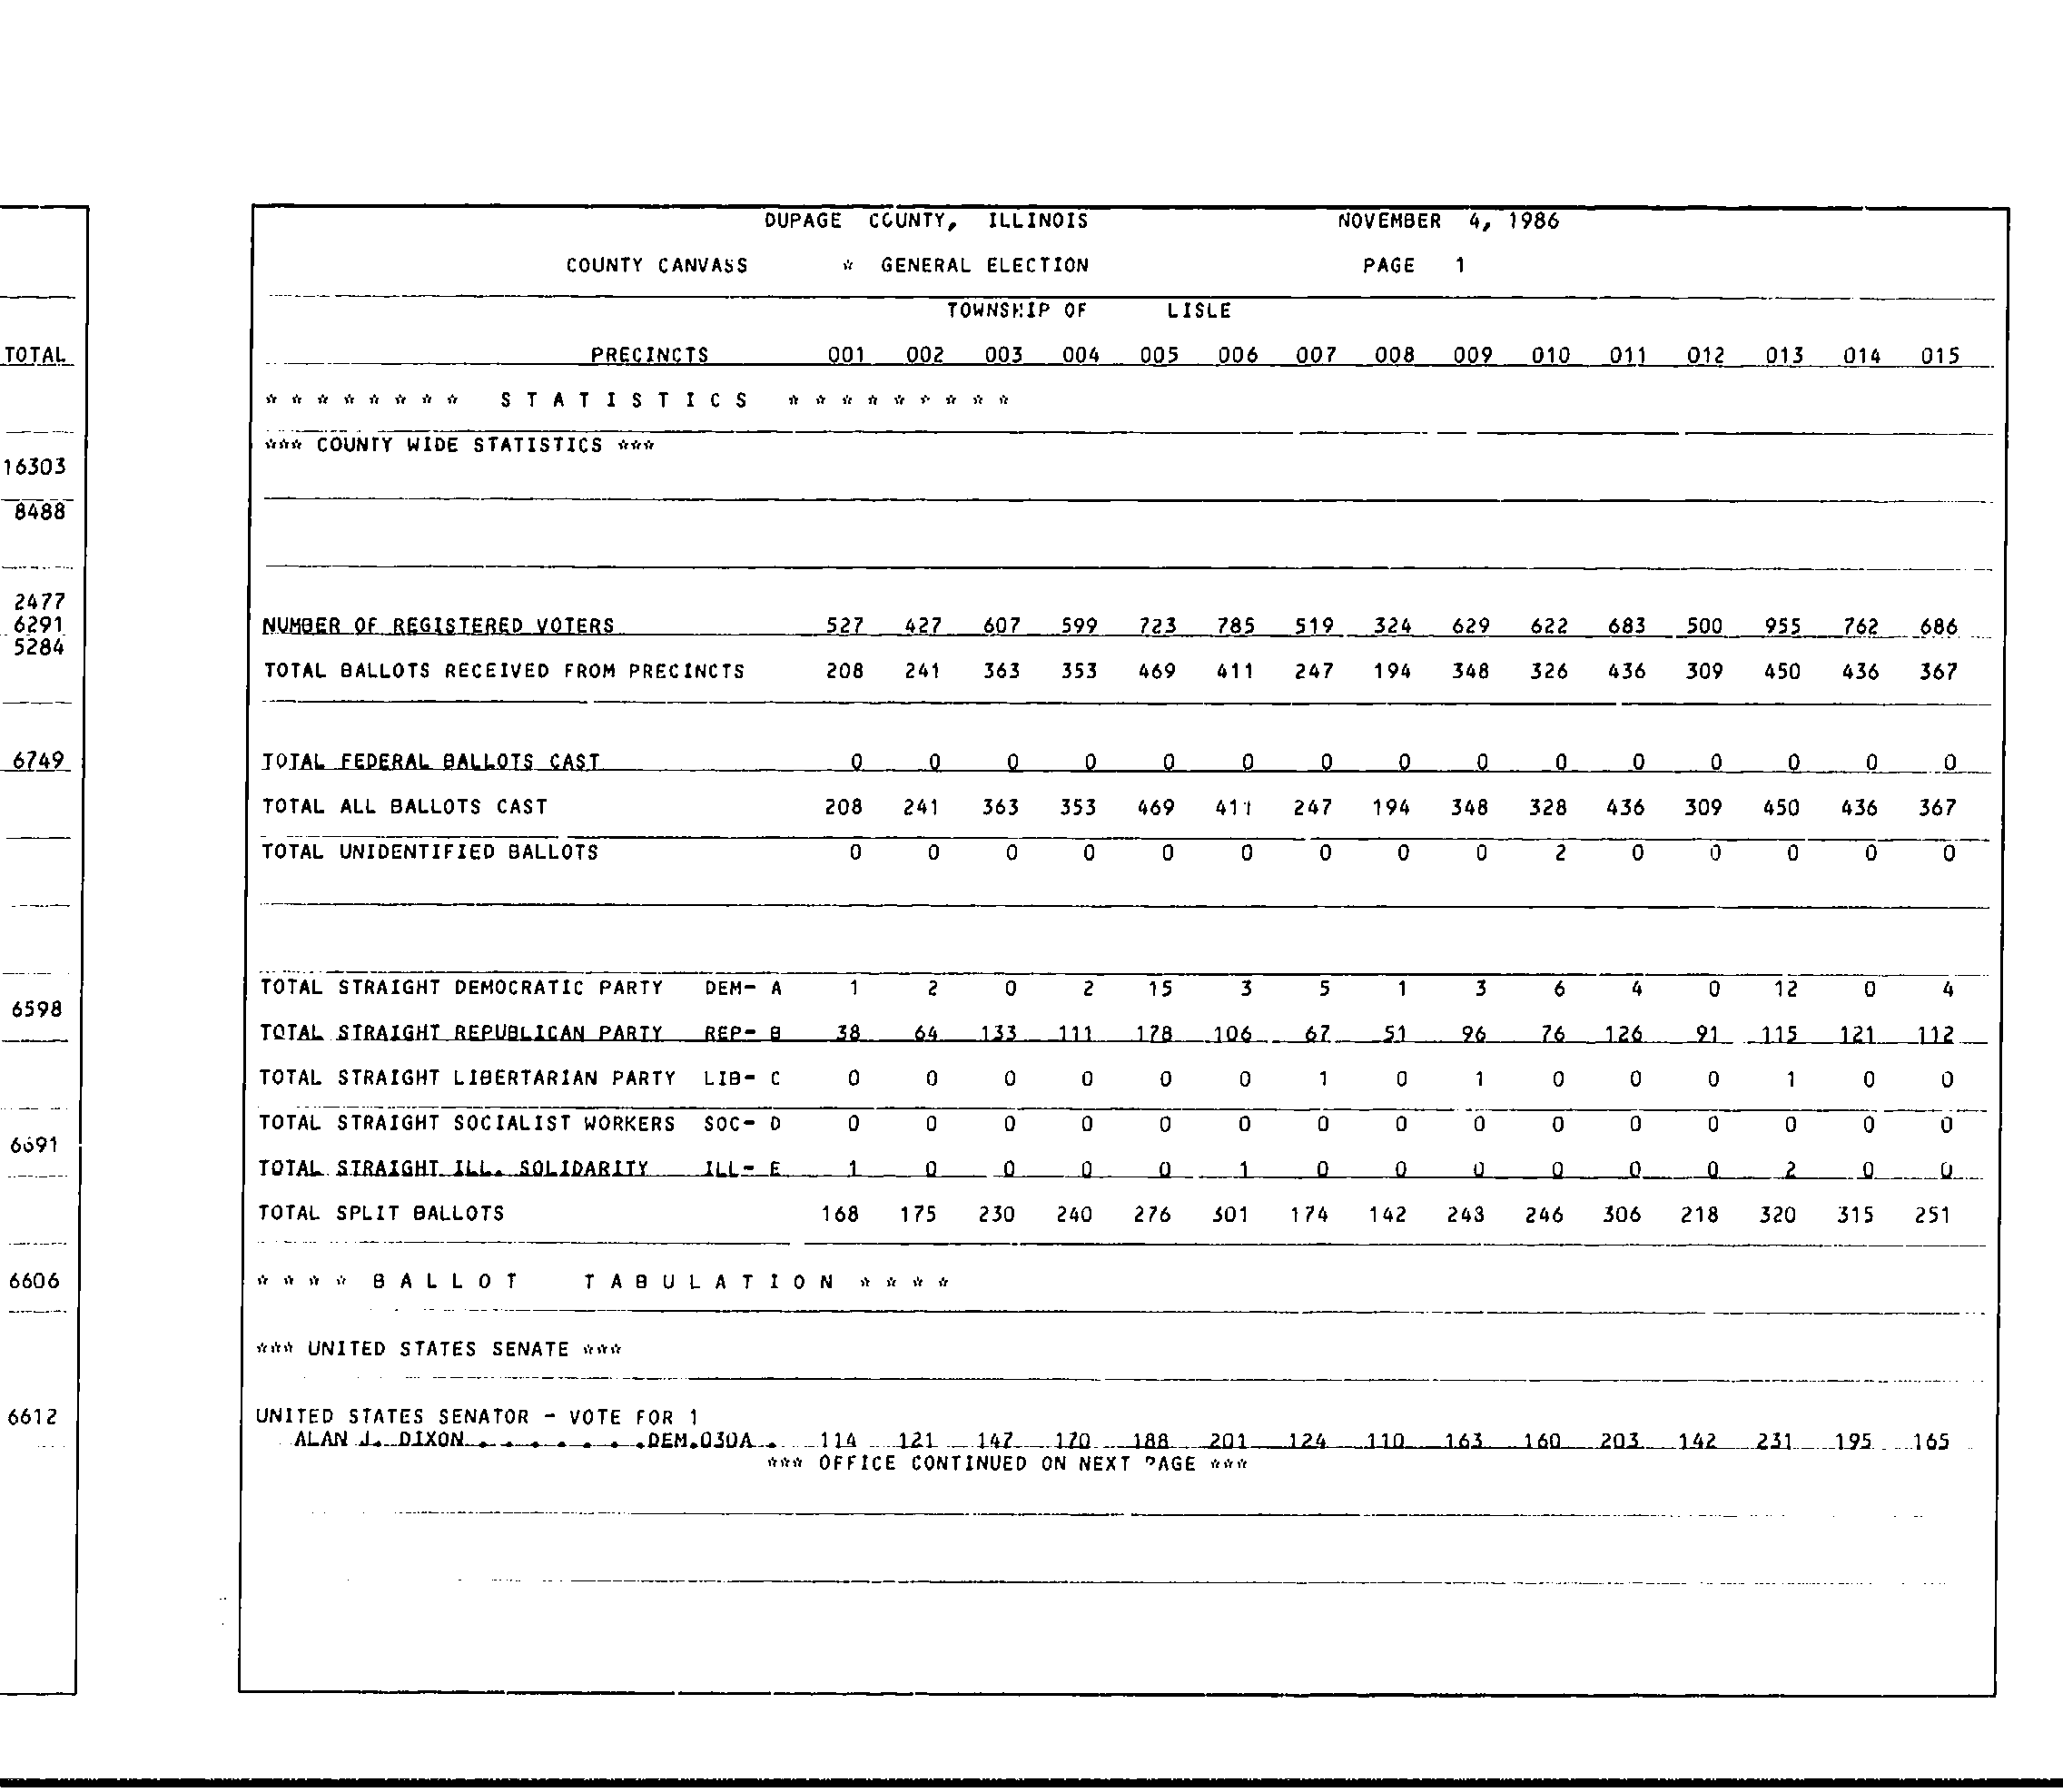 TOTAL
16303
8488
2477
6291
5284
6749
6598
6691
6606
6612
DUPAGE COUNTY, ILLINOIS NOVEMBER 4, 1986
COUNTY CANVASS * GENERAL ELECTION PAGE 1
TOWNSHIP OF LISLE
PRECINCTS 001 002 003 004 005 006 007 008 009 010 011 012 013 014 015
* * * * * * * * S T A T I S T I C S * * * * * * * * *
*** COUNTY WIDE STATISTICS ***
NUMBER OF REGISTERED VOTERS 527 427 607 599 723 785 519 324 629 622 683 500 955 762 686
TOTAL BALLOTS RECEIVED FROM PRECINCTS 208 241 363 353 469 411 247 194 348 326 436 309 450 436 367
TOTAL FEDERAL BALLOTS CAST 0 0 0 0 0 0 0 0 0 0 0 0 0 0 0
TOTAL ALL BALLOTS CAST 208 241 363 353 469 411 247 194 348 328 436 309 450 436 367
TOTAL UNIDENTIFIED BALLOTS 0 0 0 0 0 0 0 0 0 2 0 0 0 0 0
TOTAL STRAIGHT DEMOCRATIC PARTY DEM- A 1 2 0 2 15 3 5 1 3 6 4 0 12 0 4
TOTAL STRAIGHT REPUBLICAN PARTY REP- B 38 64 133 111 178 106 67 51 96 76 126 91 115 121 112
TOTAL STRAIGHT LIBERTARIAN PARTY LIB- C 0 0 0 0 0 0 1 0 1 0 0 0 1 0 0
TOTAL STRAIGHT SOCIALIST WORKERS SOC- D 0 0 0 0 0 0 0 0 0 0 0 0 0 0 0
TOTAL STRAIGHT ILL. SOLIDARITY ILL- E 1 0 0 0 0 1 0 0 0 0 0 0 2 0 0
TOTAL SPLIT BALLOTS 168 175 230 240 276 301 174 142 248 246 306 218 320 315 251
* * * * B A L L O T T A B U L A T I O N * * * *
*** UNITED STATES SENATE ***
UNITED STATES SENATOR - VOTE FOR 1
ALAN J. DIXON . . . . . . . .DEM.030A . 114 121 147 170 188 201 124 110 163 160 203 142 231 195 165
*** OFFICE CONTINUED ON NEXT PAGE ***